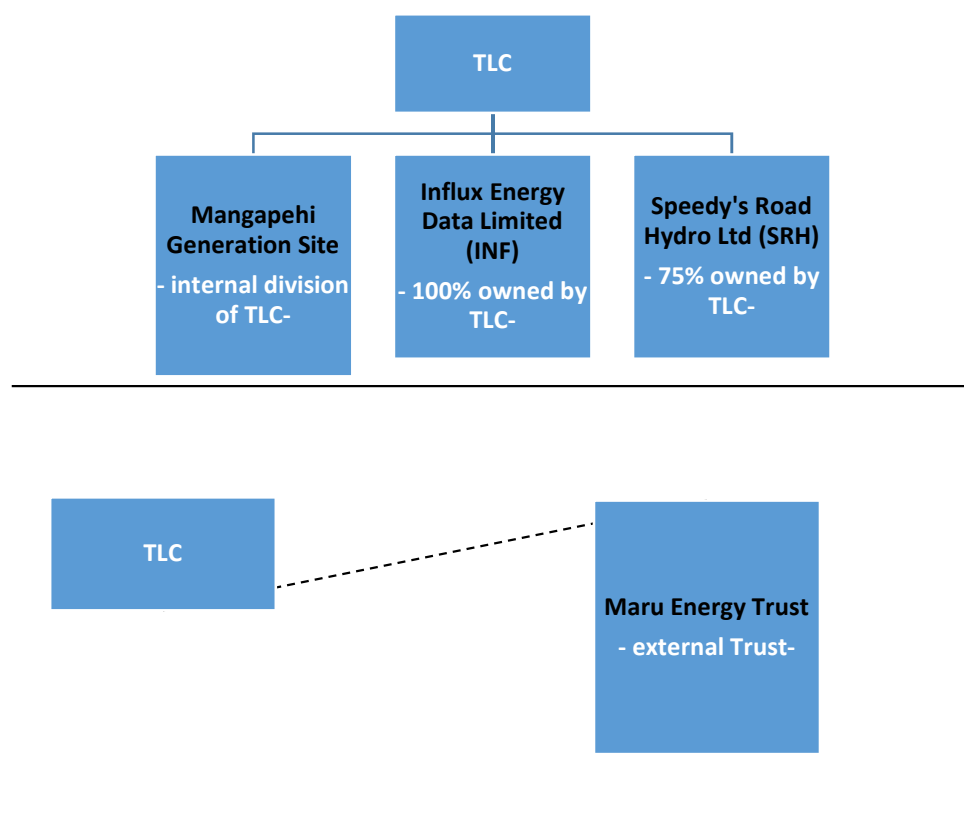 TLC
Mangapehi
Generation Site
- internal division
of TLC-
Influx Energy
Data Limited
(INF)
- 100% owned by
TLC-
Speedy's Road
Hydro Ltd (SRH)
- 75% owned by
TLC-
TLC
Maru Energy Trust
- external Trust-